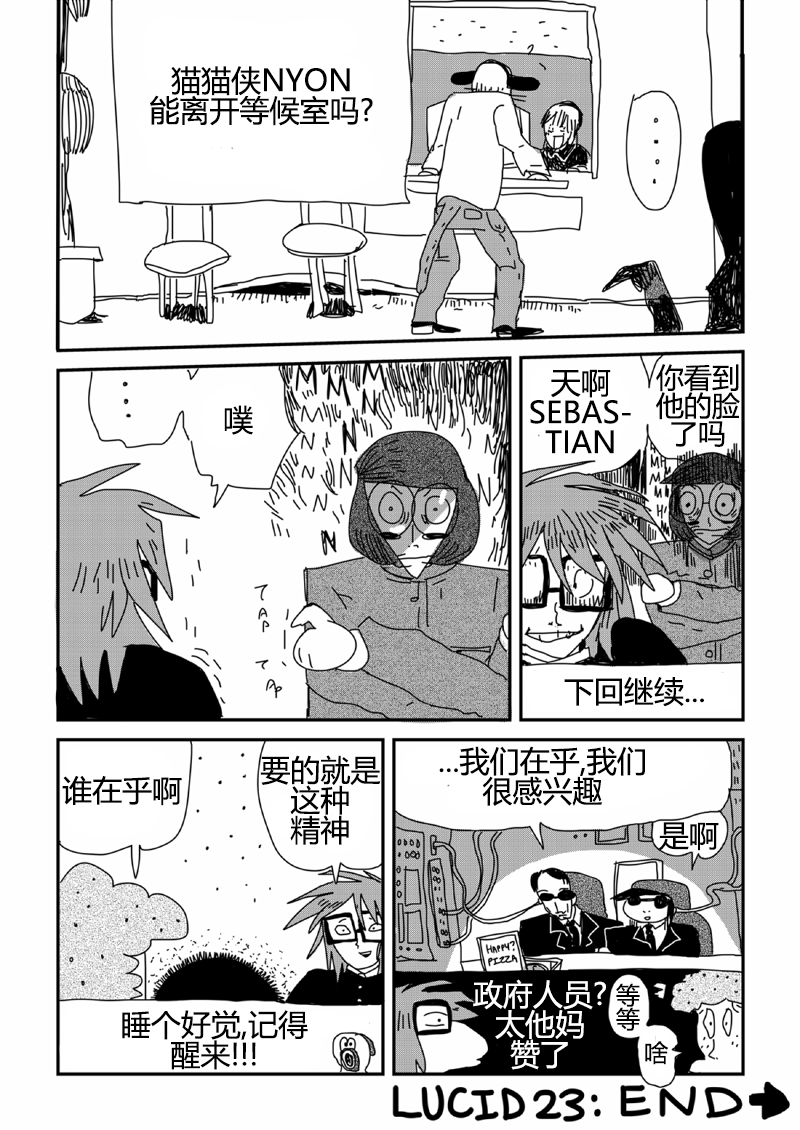 猫猫侠NYON
能离开等候室吗?
....
...
噗
TAP TAP
天啊
SEBAS-
TIAN
你看到
他的脸
了吗
下回继续...
谁在乎啊
要的就是
这种
精神
睡个好觉,记得
醒来!!!
...我们在乎,我们
很感兴趣
是啊
HAPPY?
PIZZA
政府人员?
太他妈
赞了
等
等
啥
LUCID 23: END